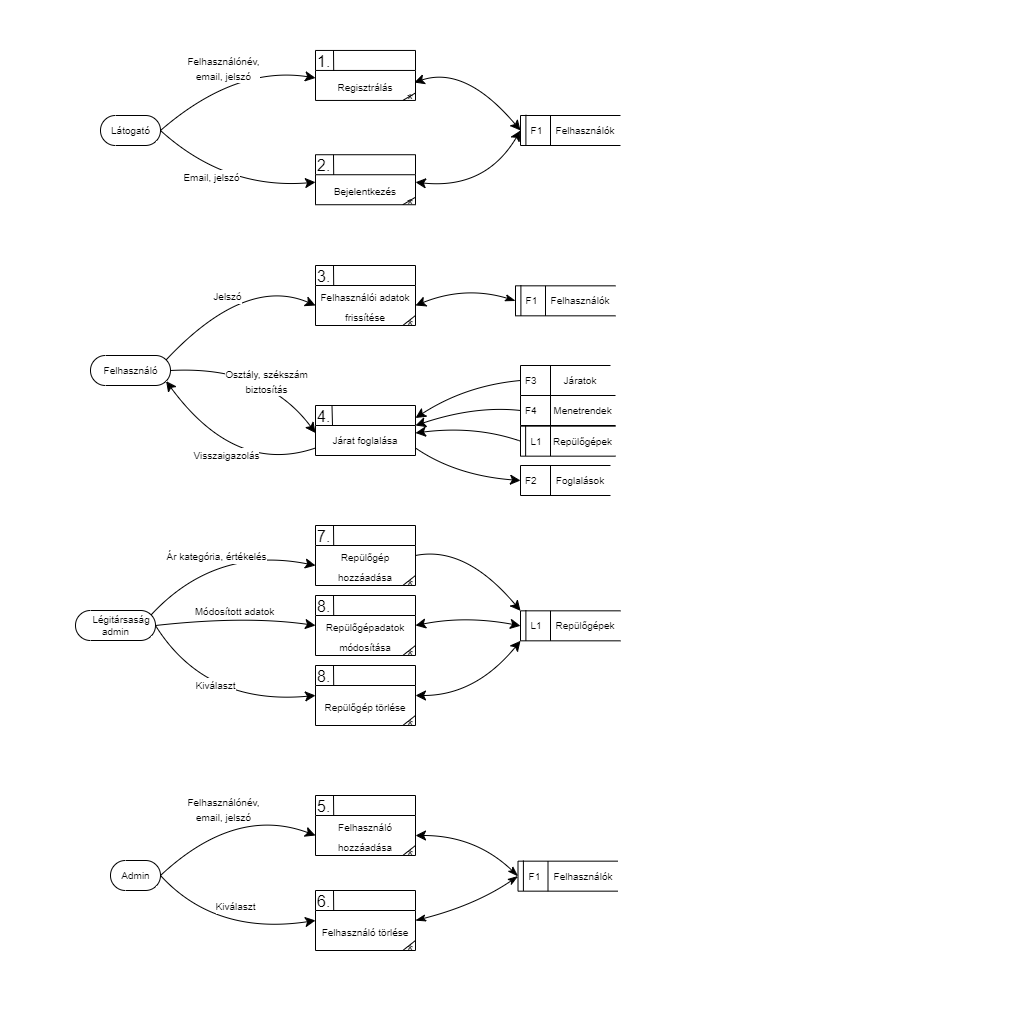 Felhasználónév,
email, jelszó
1.
Regisztrálás
*
Látogató
F1 Felhasználók
Email, jelszó
2.
Bejelentkezés
*
3.
Jelszó
Felhasználói adatok
frissítése
*
F1 Felhasználók
Felhasználó
Osztály, székszám
biztosítás
F3 Járatok
F4 Menetrendek
4.
Járat foglalása
L1 Repülőgépek
Visszaigazolás
F2 Foglalások
7.
Ár kategória, értékelés
Repülőgép
hozzáadása
*
Légitársaság
admin
Módosított adatok
8.
Repülőgépadatok
módosítása
*
L1 Repülőgépek
8.
Kiválaszt
Repülőgép törlése
*
Felhasználónév,
email, jelszó
5.
Felhasználó
hozzáadása
*
Admin
F1 Felhasználók
Kiválaszt
6.
Felhasználó törlése
*